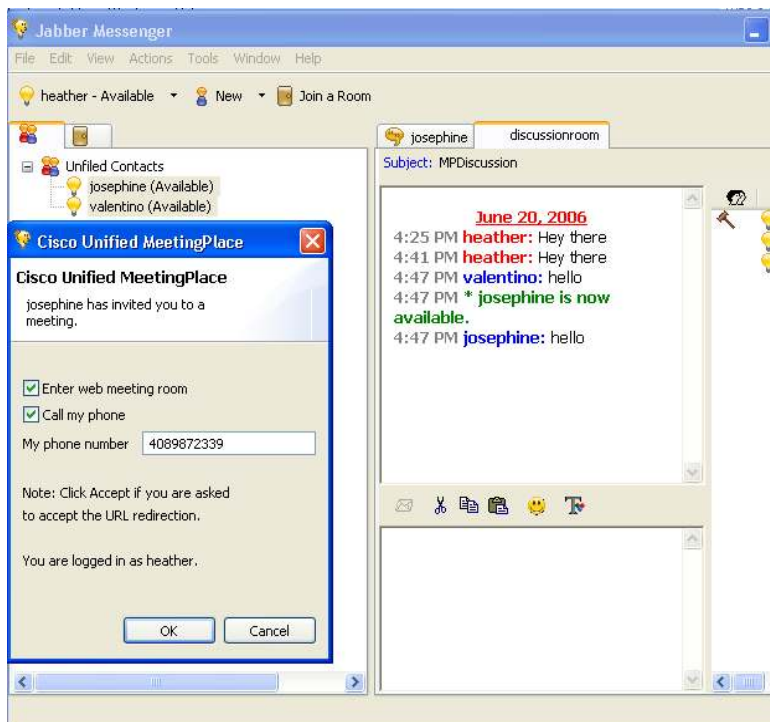 Jabber Messenger
File Edit View Actions Tools Window Help
heather - Available New Join a Room
josephine discussionroom
Unfiled Contacts
josephine (Available)
valentino (Available)
Subject: MPDiscussion
June 20, 2006
4:25 PM heather: Hey there
4:41 PM heather: Hey there
4:47 PM valentino: hello
4:47 PM * josephine is now
available.
4:47 PM josephine: hello
Cisco Unified MeetingPlace
Cisco Unified MeetingPlace
josephine has invited you to a
meeting.
Enter web meeting room
Call my phone
My phone number 4089872339
Note: Click Accept if you are asked
to accept the URL redirection.
You are logged in as heather.
OK Cancel